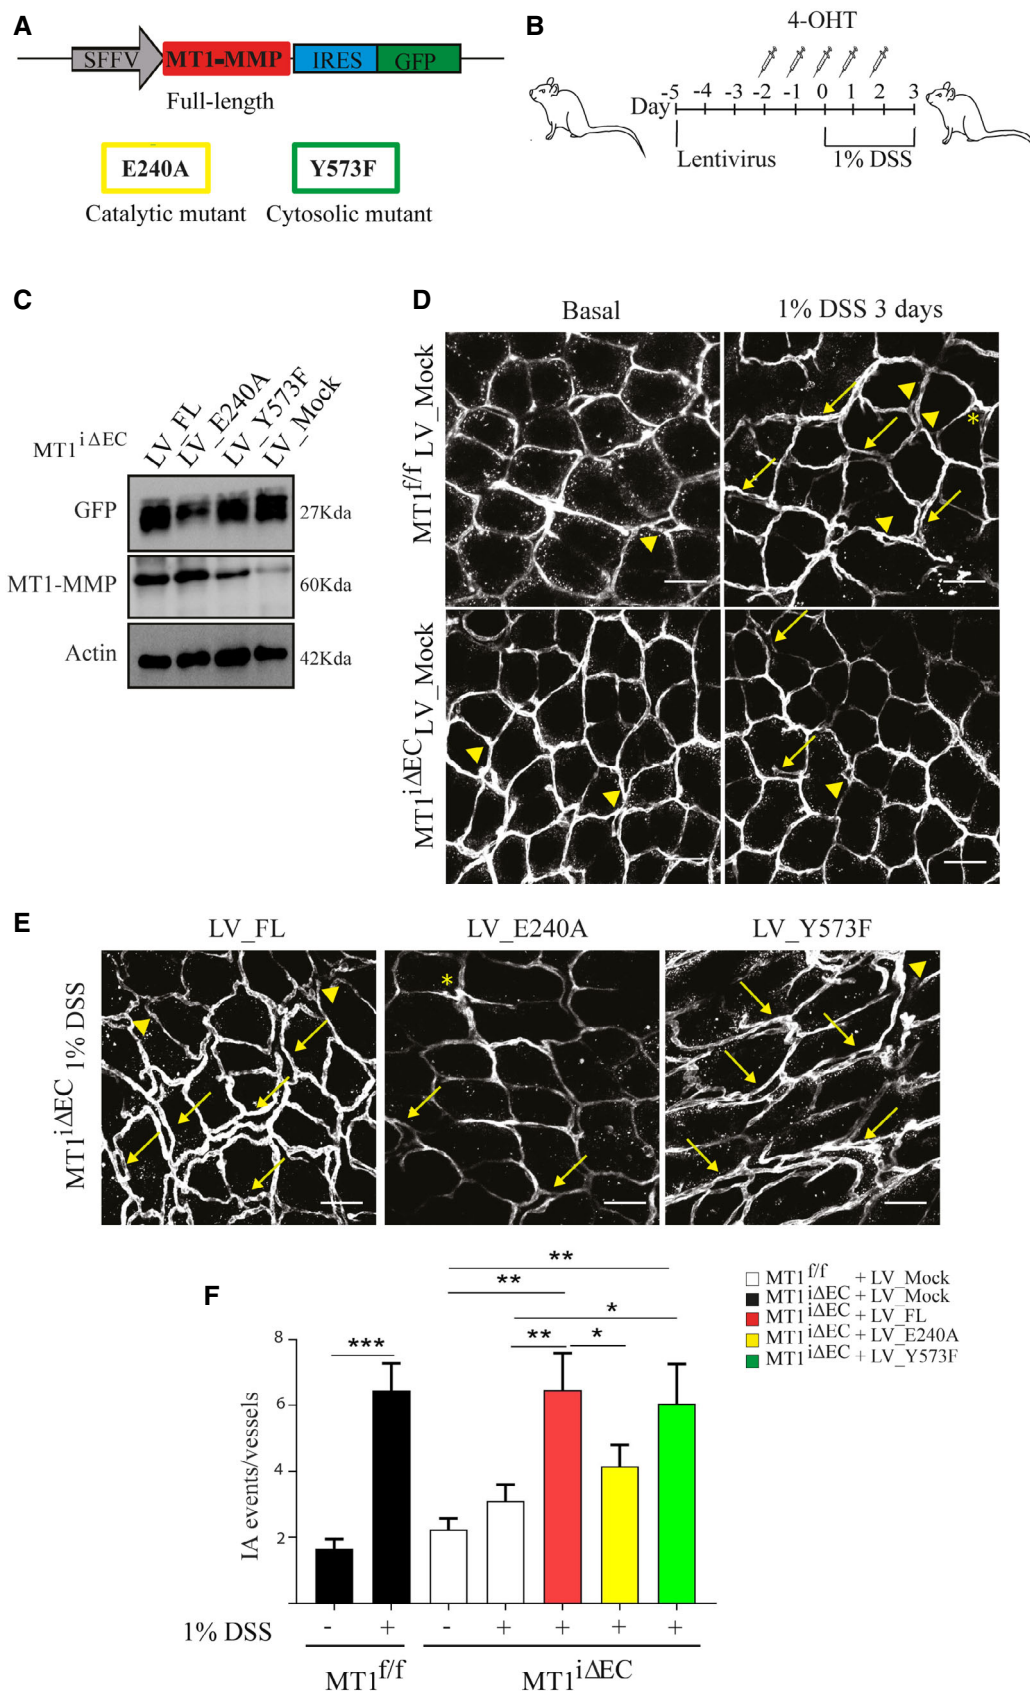 A
SFFV MT1-MMP IRES GFP
Full-length
E240A Y573F
Catalytic mutant Cytosolic mutant
B
4-OHT
Day -5 -4 -3 -2 -1 0 1 2 3
Lentivirus 1% DSS
C
MT1iΔEC LV_FL LV_E240A LV_Y573F LV_Mock
GFP 27Kda
MT1-MMP 60Kda
Actin 42Kda
D
Basal 1% DSS 3 days
MT1f/f LV_Mock
*
MT1iΔEC LV_Mock
E
LV_FL LV_E240A LV_Y573F
MT1iΔEC 1% DSS
*
F
** 
** 
*
*** ** *
MT1f/f + LV_Mock
MT1iΔEC + LV_Mock
MT1iΔEC + LV_FL
MT1iΔEC + LV_E240A
MT1iΔEC + LV_Y573F
IA events/vessels
8
6
4
2
1% DSS - + - + + + +
MT1f/f MT1iΔEC